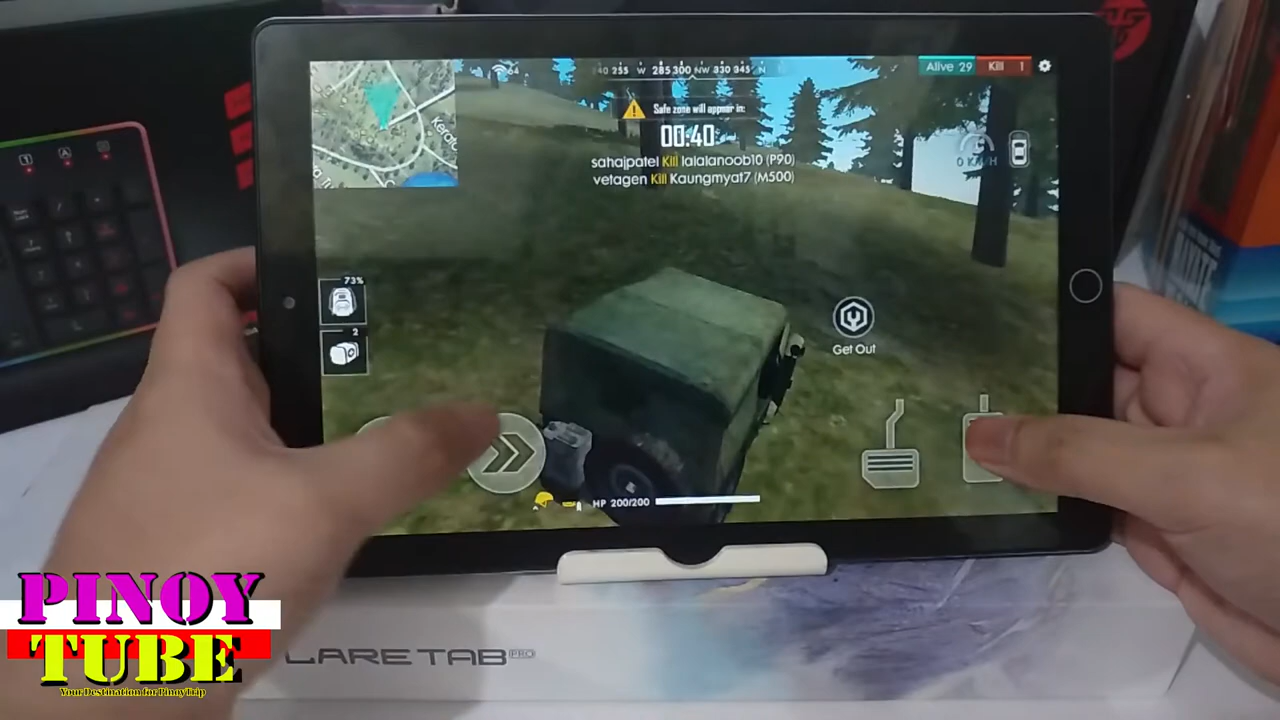 64
240 255 W 285 300 NW 330 345 N
Alive 29 Kill 1
Safe zone will appear in:
00:40
sahajpatel Kill lalalanoob10 (P90)
vetagen Kill Kaungmyat7 (M500)
0 KM/H
73%
2
Get Out
HP 200/200
LARE TAB PRO
PINOY
TUBE
Your Destination for PinoyTrip